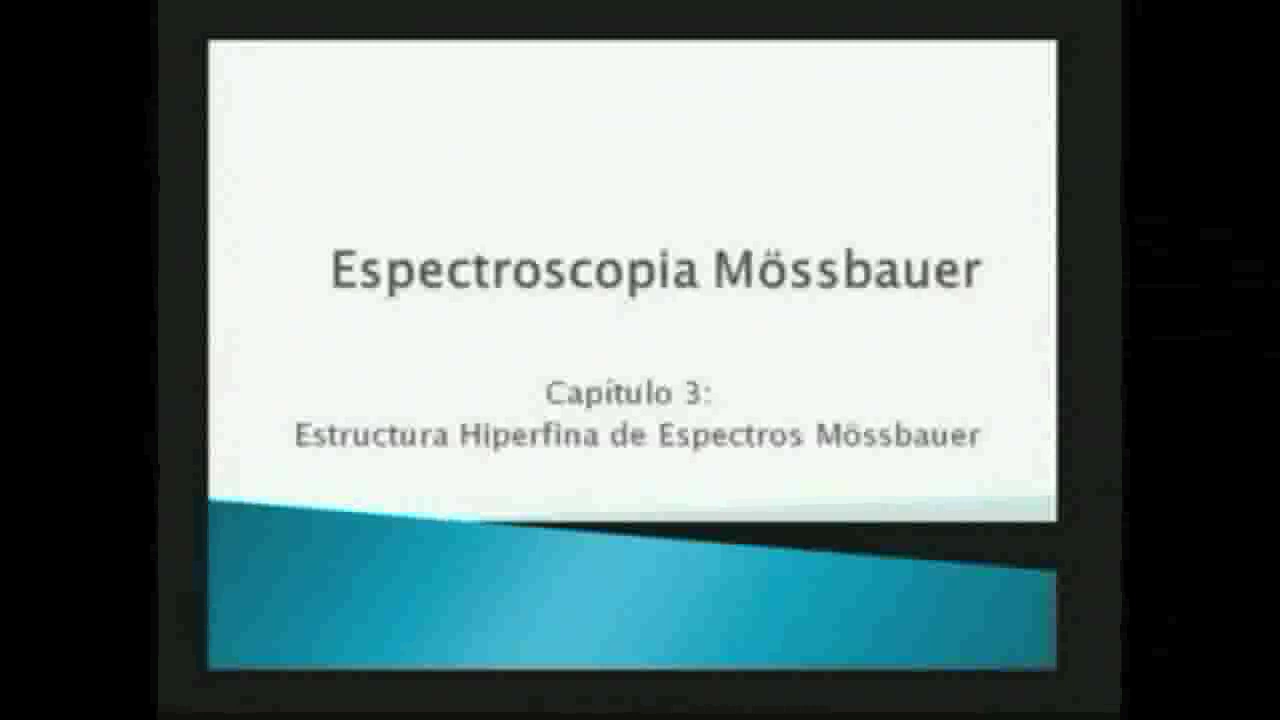 Espectroscopia Mössbauer
Capítulo 3:
Estructura Hiperfina de Espectros Mössbauer